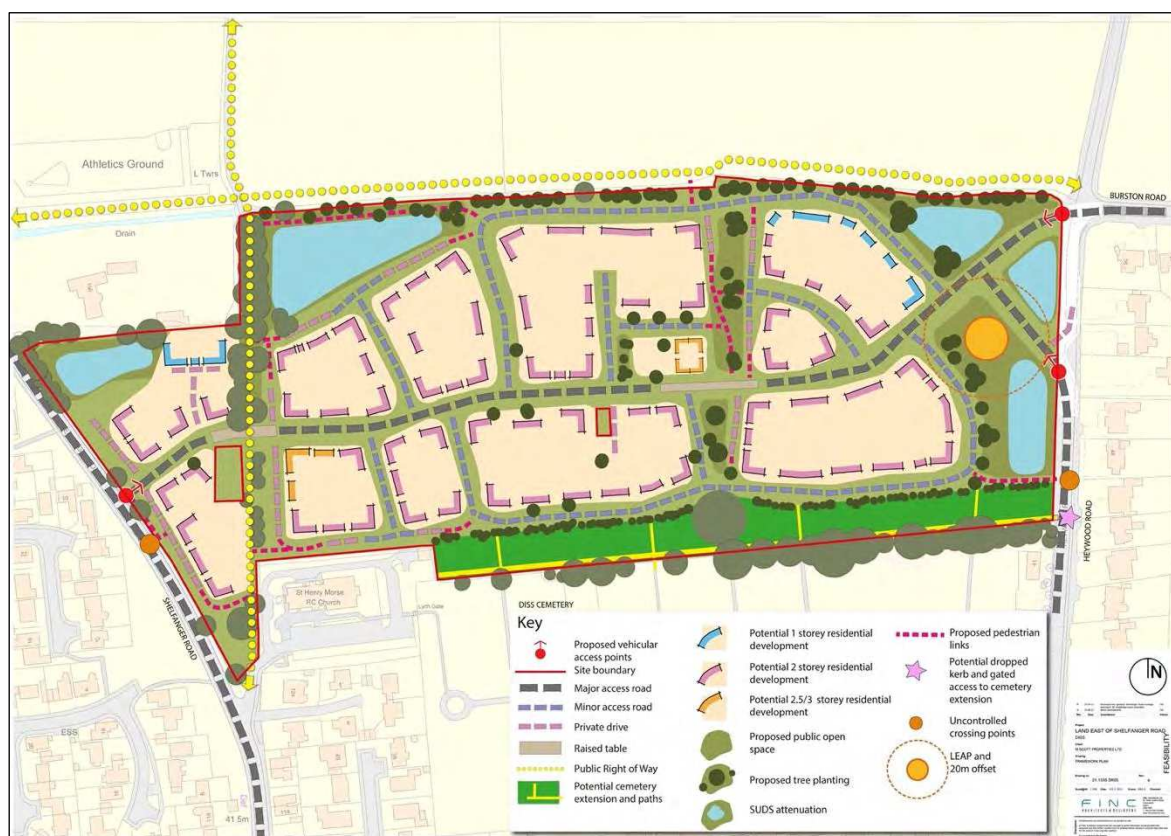 Athletics Ground
L Twrs
Drain
BURSTON ROAD
HEYWOOD ROAD
SHELFANGER ROAD
St Henry Morse
RC Church
Lych Gate
ESS
41.5m
DISS CEMETERY
Key
Proposed vehicular
access points
Site boundary
Major access road
Minor access road
Private drive
Raised table
Public Right of Way
Potential cemetery
extension and paths
Potential 1 storey residential
development
Potential 2 storey residential
development
Potential 2.5/3 storey residential
development
Proposed public open
space
Proposed tree planting
SUDS attenuation
Proposed pedestrian
links
Potential dropped
kerb and gated
access to cemetery
extension
Uncontrolled
crossing points
LEAP and
20m offset
N
LAND EAST OF SHELFANGER ROAD
DISS
FRAMEWORK PLAN
FEASIBILITY
FINC